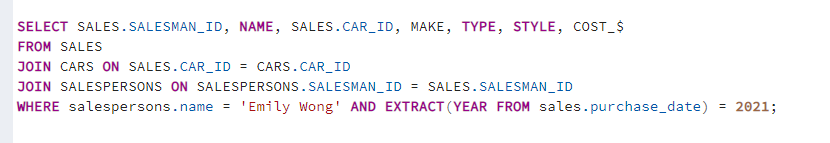 SELECT SALES.SALESMAN_ID, NAME, SALES.CAR_ID, MAKE, TYPE, STYLE, COST_$
FROM SALES
JOIN CARS ON SALES.CAR_ID = CARS.CAR_ID
JOIN SALESPERSONS ON SALESPERSONS.SALESMAN_ID = SALES.SALESMAN_ID
WHERE salespersons.name = 'Emily Wong' AND EXTRACT(YEAR FROM sales.purchase_date) = 2021;